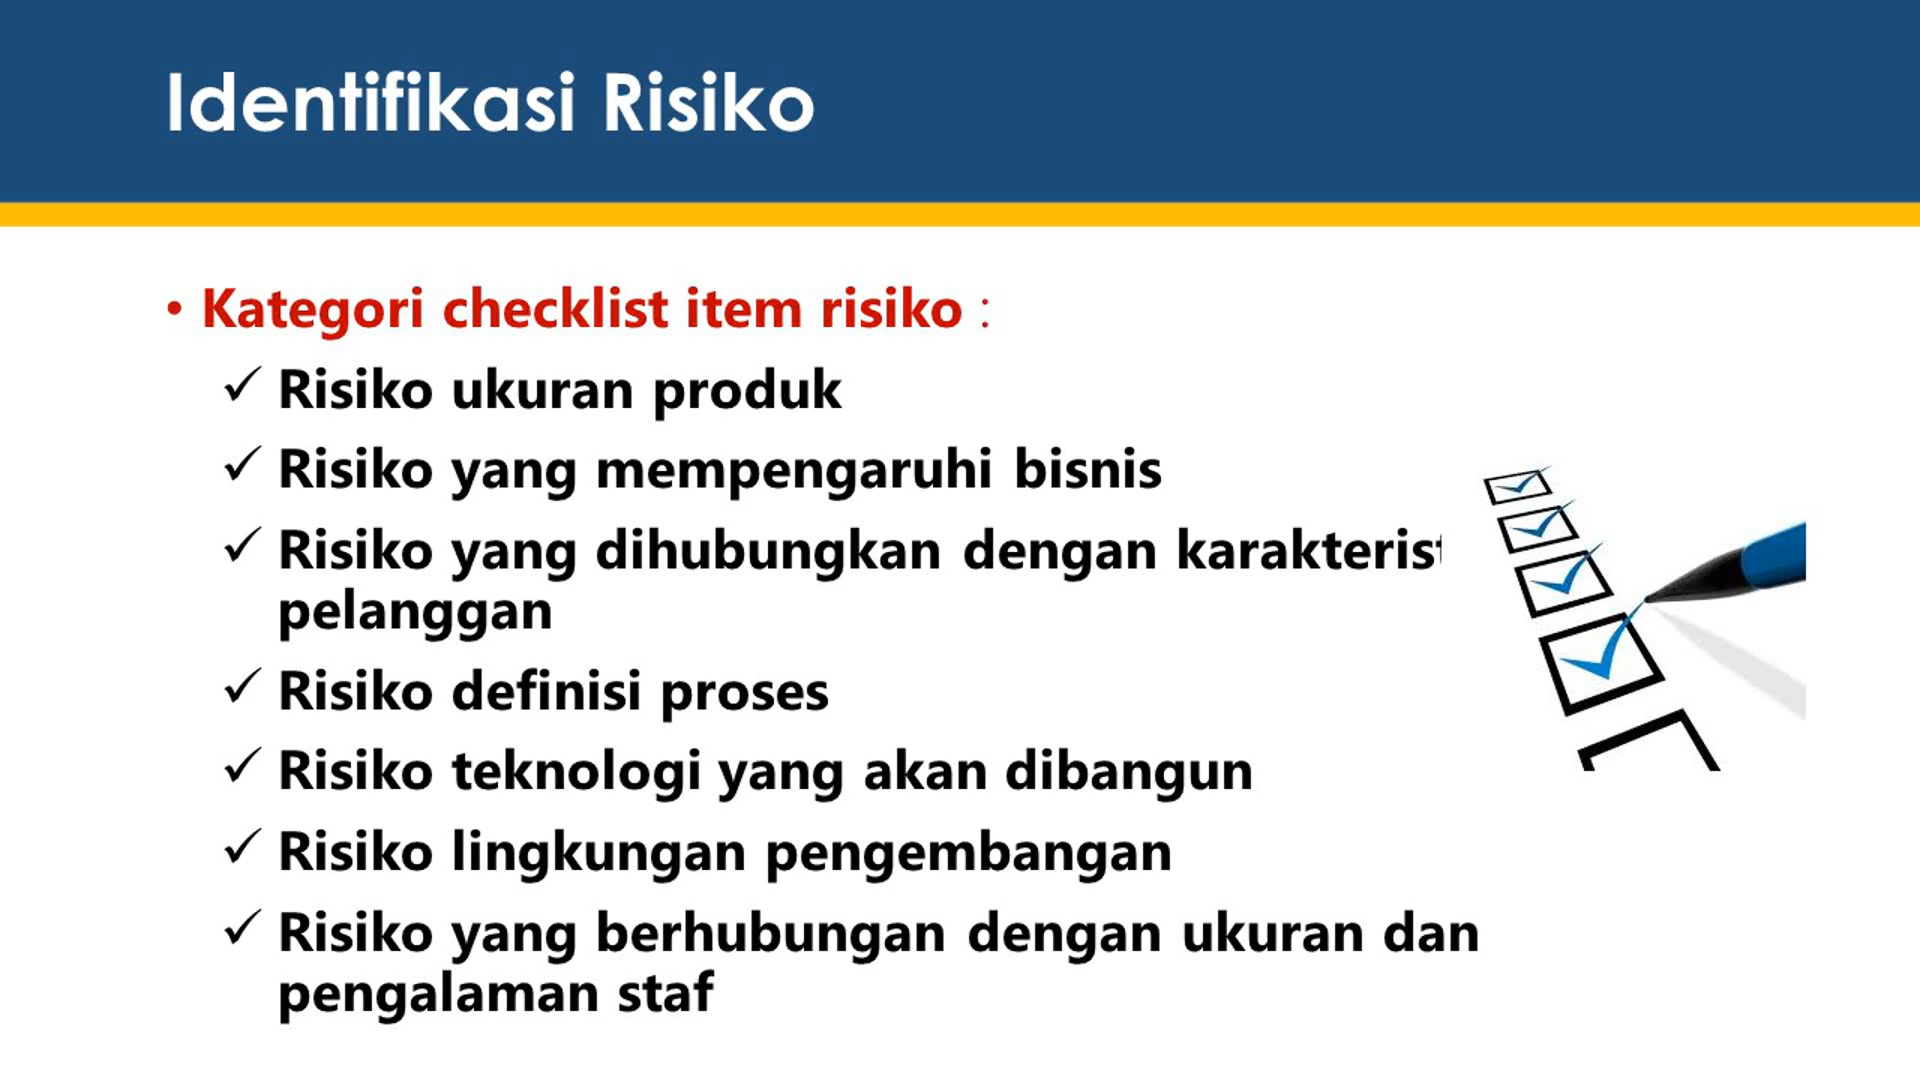 Identifikasi Risiko
• Kategori checklist item risiko :
✓ Risiko ukuran produk
✓ Risiko yang mempengaruhi bisnis
✓ Risiko yang dihubungkan dengan
pelanggan
✓ Risiko definisi proses
✓ Risiko teknologi yang akan dibangun
✓ Risiko lingkungan pengembangan
✓ Risiko yang berhubungan dengan ukuran dan
pengalaman staf